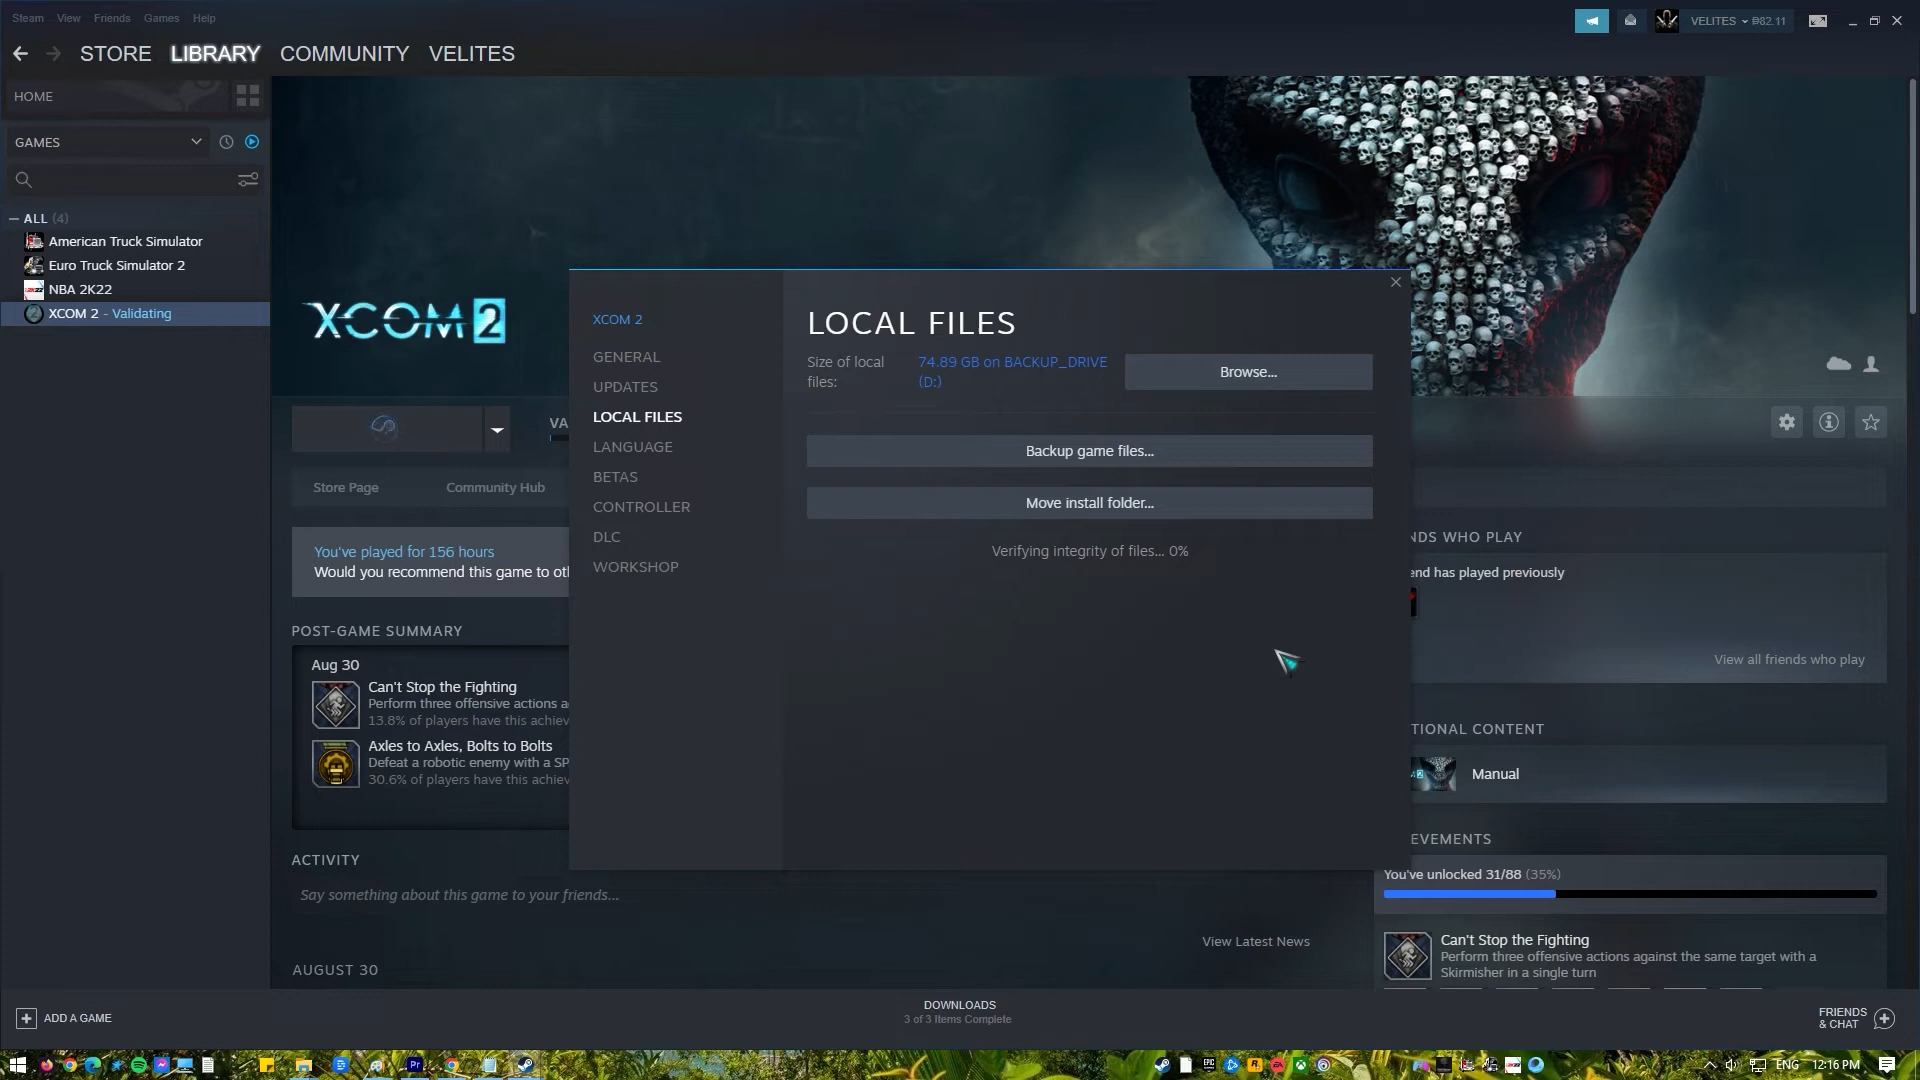 Steam View Friends Games Help
VELITES ₱82.11
STORE LIBRARY COMMUNITY VELITES
HOME
GAMES
ALL (4)
American Truck Simulator
Euro Truck Simulator 2
NBA 2K22
XCOM 2 - Validating
XCOM 2
XCOM 2
GENERAL
UPDATES
LOCAL FILES
LANGUAGE
BETAS
CONTROLLER
DLC
WORKSHOP
LOCAL FILES
Size of local files:
74.89 GB on BACKUP_DRIVE (D:)
Browse...
Backup game files...
Move install folder...
Verifying integrity of files... 0%
VA
Store Page
Community Hub
You've played for 156 hours
Would you recommend this game to ot
POST-GAME SUMMARY
Aug 30
Can't Stop the Fighting
Perform three offensive actions a
13.8% of players have this achie
Axles to Axles, Bolts to Bolts
Defeat a robotic enemy with a SP
30.6% of players have this achie
ACTIVITY
Say something about this game to your friends...
View Latest News
AUGUST 30
NDS WHO PLAY
end has played previously
View all friends who play
TIONAL CONTENT
Manual
EVEMENTS
You've unlocked 31/88 (35%)
Can't Stop the Fighting
Perform three offensive actions against the same target with a
Skirmisher in a single turn
ADD A GAME
DOWNLOADS
3 of 3 Items Complete
FRIENDS
& CHAT
ENG 12:16 PM